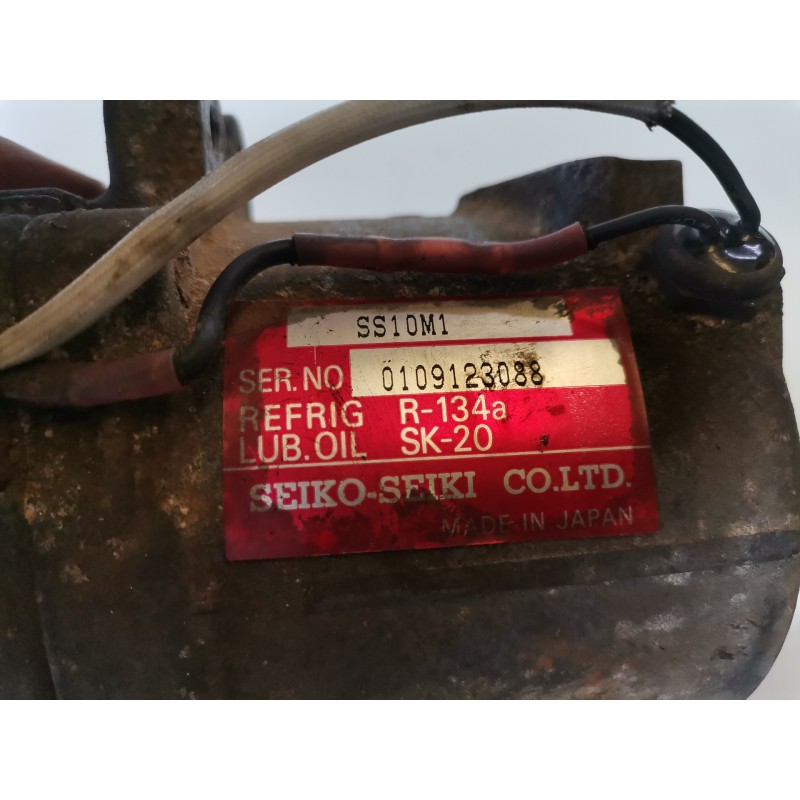 SS10M1
SER.NO 0109123088
REFRIG R-134a
LUB.OIL SK-20
SEIKO-SEIKI CO.LTD.
MADE IN JAPAN